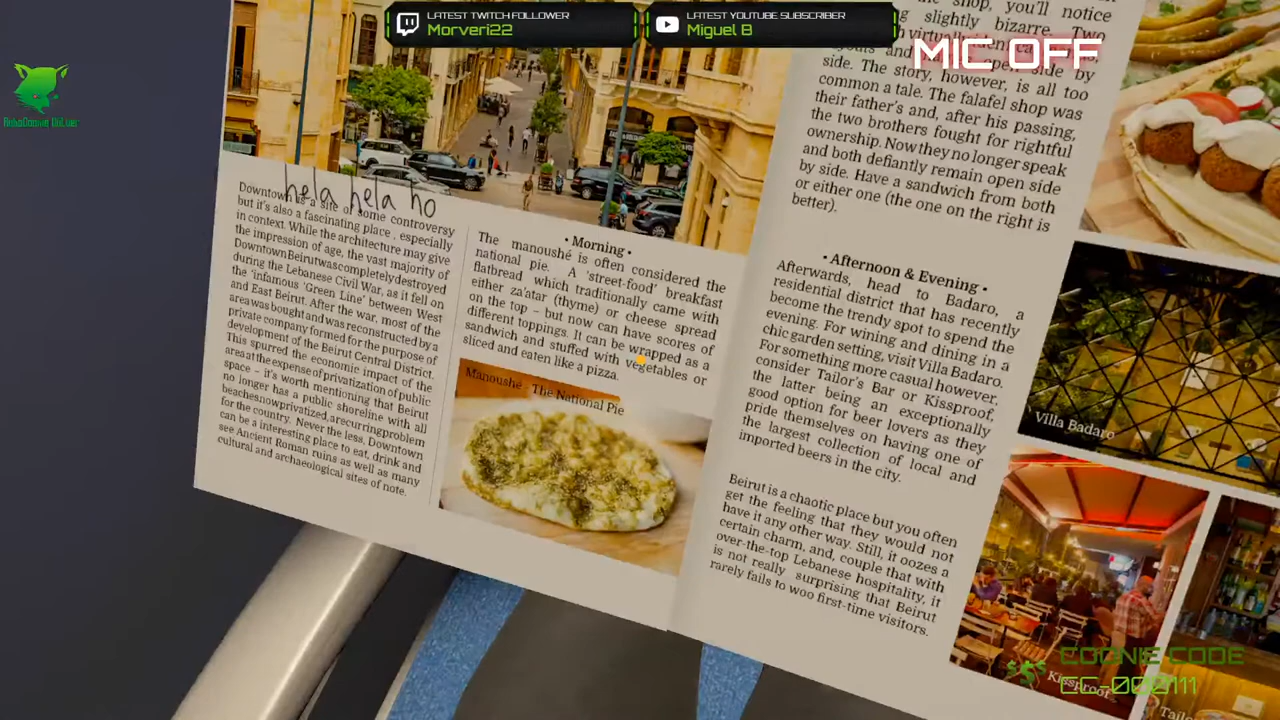 LATEST TWITCH FOLLOWER
Morveri22
LATEST YOUTUBE SUBSCRIBER
Miguel B
MIC OFF
hela hela ho
Downtown is a site of some controversy
but it's also a fascinating place , especially
in context. While the architecture may give
the impression of age, the vast majority of
Downtown Beirut was completely destroyed
during the Lebanese Civil War, as it fell on
the 'infamous 'Green Line' between West
and East Beirut. After the war, most of the
area was bought and was reconstructed by a
private company formed for the purpose of
development of the Beirut Central District.
This spurred the economic impact of the
area at the expense of privatization of public
space – it's worth mentioning that Beirut
no longer has a public shoreline with all
beaches now privatized, a recurring problem
for the country. Never the less, Downtown
can be a interesting place to eat, drink and
see Ancient Roman ruins as well as many
cultural and archaeological sites of note.
• Morning •
The manoushé is often considered the
national pie. A 'street-food' breakfast
flatbread which traditionally came with
either za'atar (thyme) or cheese spread
on the top – but now can have scores of
different toppings. It can be wrapped as a
sandwich and stuffed with vegetables or
sliced and eaten like a pizza.
Manoushé - The National Pie
shop, you'll notice
slightly bizarre. Two
side by
side. The story, however, is all too
common a tale. The falafel shop was
their father's and, after his passing,
the two brothers fought for rightful
ownership. Now they no longer speak
and both defiantly remain open side
by side. Have a sandwich from both
or either one (the one on the right is
better).
• Afternoon & Evening •
Afterwards, head to Badaro, a
residential district that has recently
become the trendy spot to spend the
evening. For wining and dining in a
chic garden setting, visit Villa Badaro.
For something more casual however,
consider Tailor's Bar or Kissproof,
the latter being an exceptionally
good option for beer lovers as they
pride themselves on having one of
the largest collection of local and
imported beers in the city.
Beirut is a chaotic place but you often
get the feeling that they would not
have it any other way. Still, it oozes a
certain charm, and, couple that with
over-the-top Lebanese hospitality, it
is not really surprising that Beirut
rarely fails to woo first-time visitors.
Villa Badaro
Kissproof
COONIE CODE
CC-000111